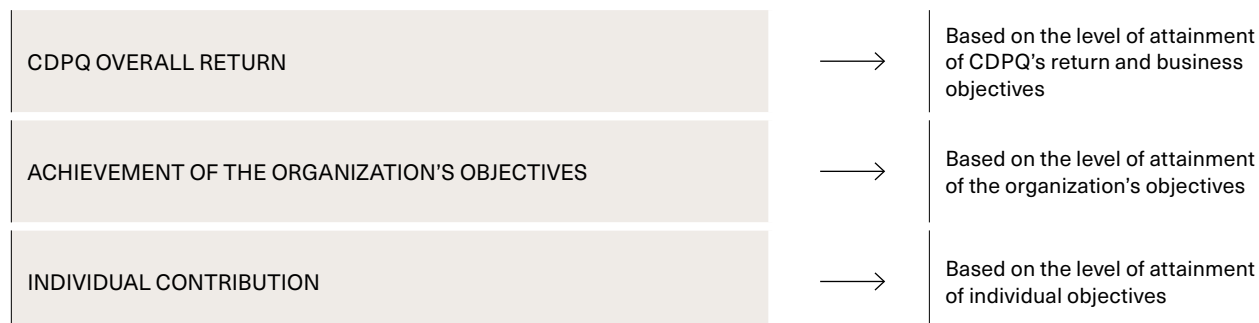 CDPQ OVERALL RETURN
Based on the level of attainment
of CDPQ’s return and business
objectives
ACHIEVEMENT OF THE ORGANIZATION’S OBJECTIVES
Based on the level of attainment
of the organization’s objectives
INDIVIDUAL CONTRIBUTION
Based on the level of attainment
of individual objectives